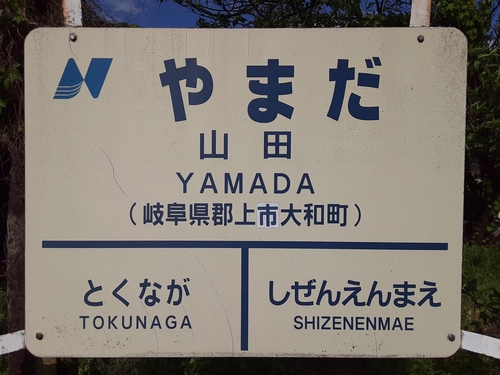 やまだ
山田
YAMADA
(岐阜県郡上市大和町)
とくなが
TOKUNAGA
しぜんえんまえ
SHIZENENMAE